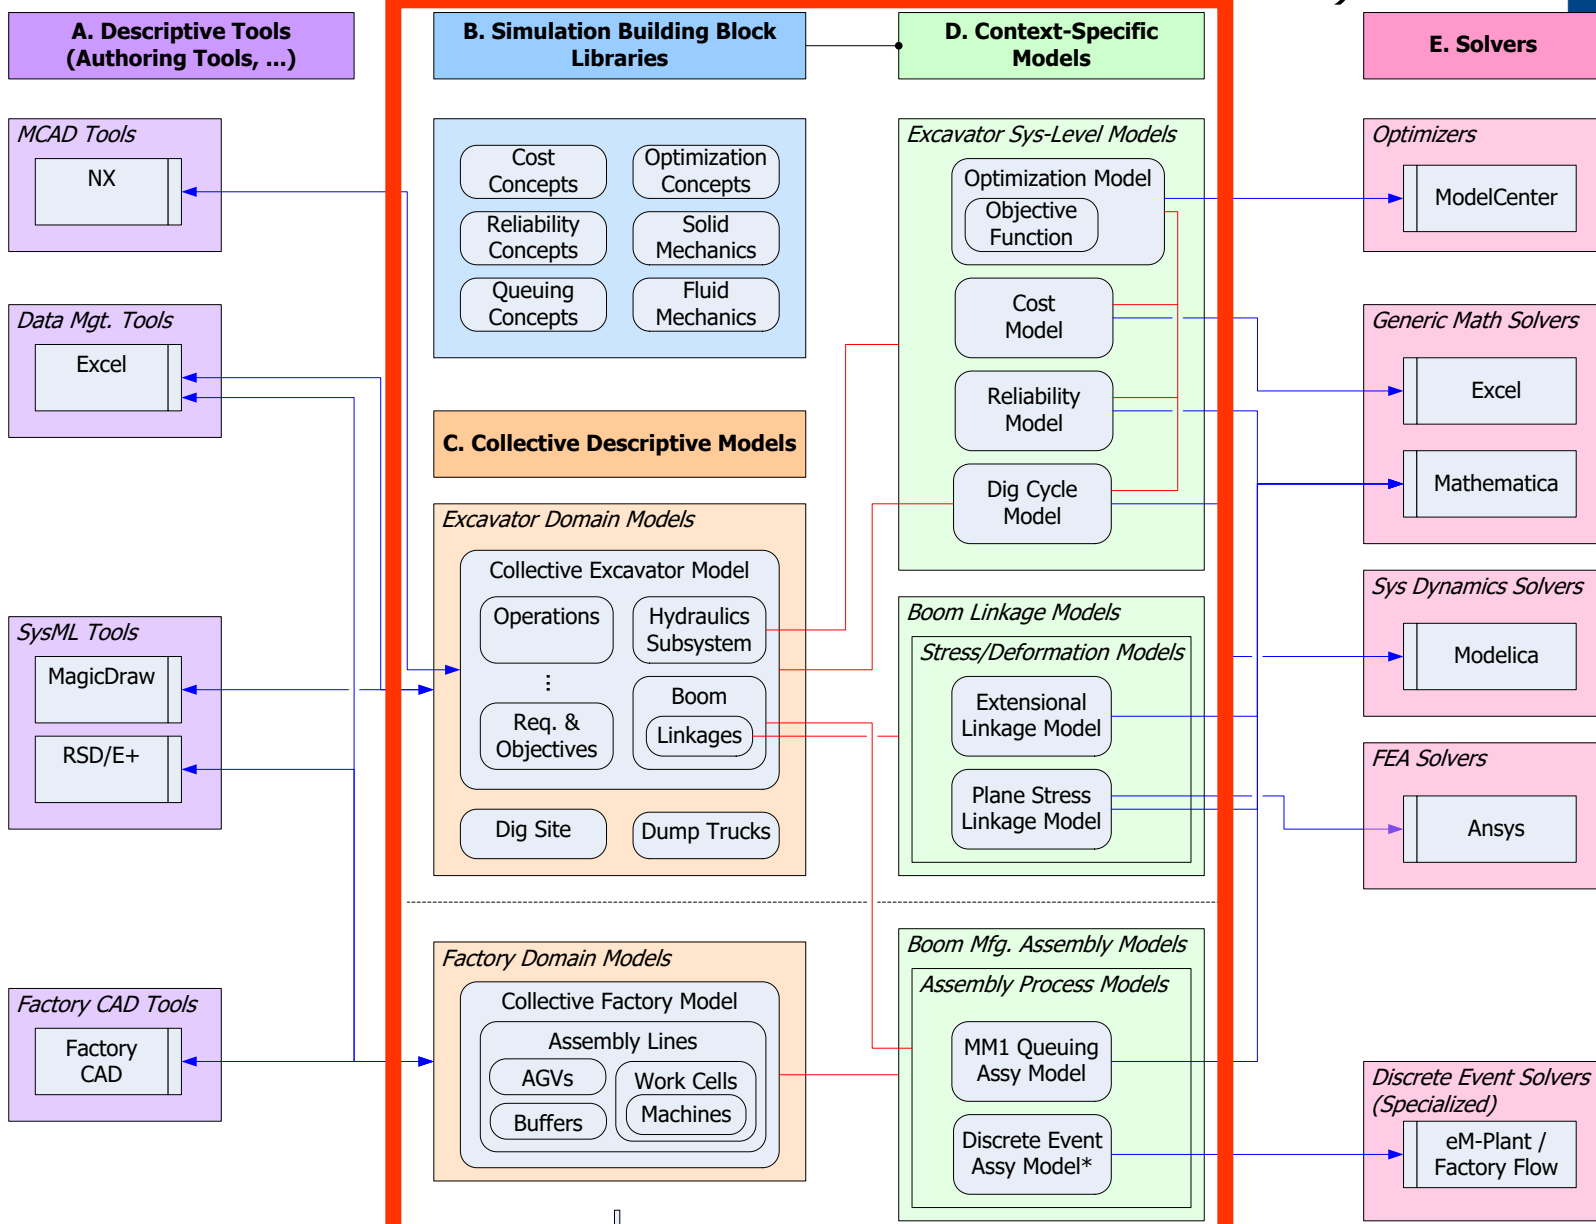 A. Descriptive Tools
(Authoring Tools, ...)
MCAD Tools
NX
Data Mgt. Tools
Excel
SysML Tools
MagicDraw
RSD/E+
Factory CAD Tools
Factory
CAD
B. Simulation Building Block
Libraries
Cost
Concepts
Optimization
Concepts
Reliability
Concepts
Solid
Mechanics
Queuing
Concepts
Fluid
Mechanics
C. Collective Descriptive Models
Excavator Domain Models
Collective Excavator Model
Operations
Hydraulics
Subsystem
...
Req. &
Objectives
Boom
Linkages
Dig Site
Dump Trucks
Factory Domain Models
Collective Factory Model
Assembly Lines
AGVs
Buffers
Work Cells
Machines
D. Context-Specific
Models
Excavator Sys-Level Models
Optimization Model
Objective
Function
Cost
Model
Reliability
Model
Dig Cycle
Model
Boom Linkage Models
Stress/Deformation Models
Extensional
Linkage Model
Plane Stress
Linkage Model
Boom Mfg. Assembly Models
Assembly Process Models
MM1 Queuing
Assy Model
Discrete Event
Assy Model*
E. Solvers
Optimizers
ModelCenter
Generic Math Solvers
Excel
Mathematica
Sys Dynamics Solvers
Modelica
FEA Solvers
Ansys
Discrete Event Solvers
(Specialized)
eM-Plant /
Factory Flow